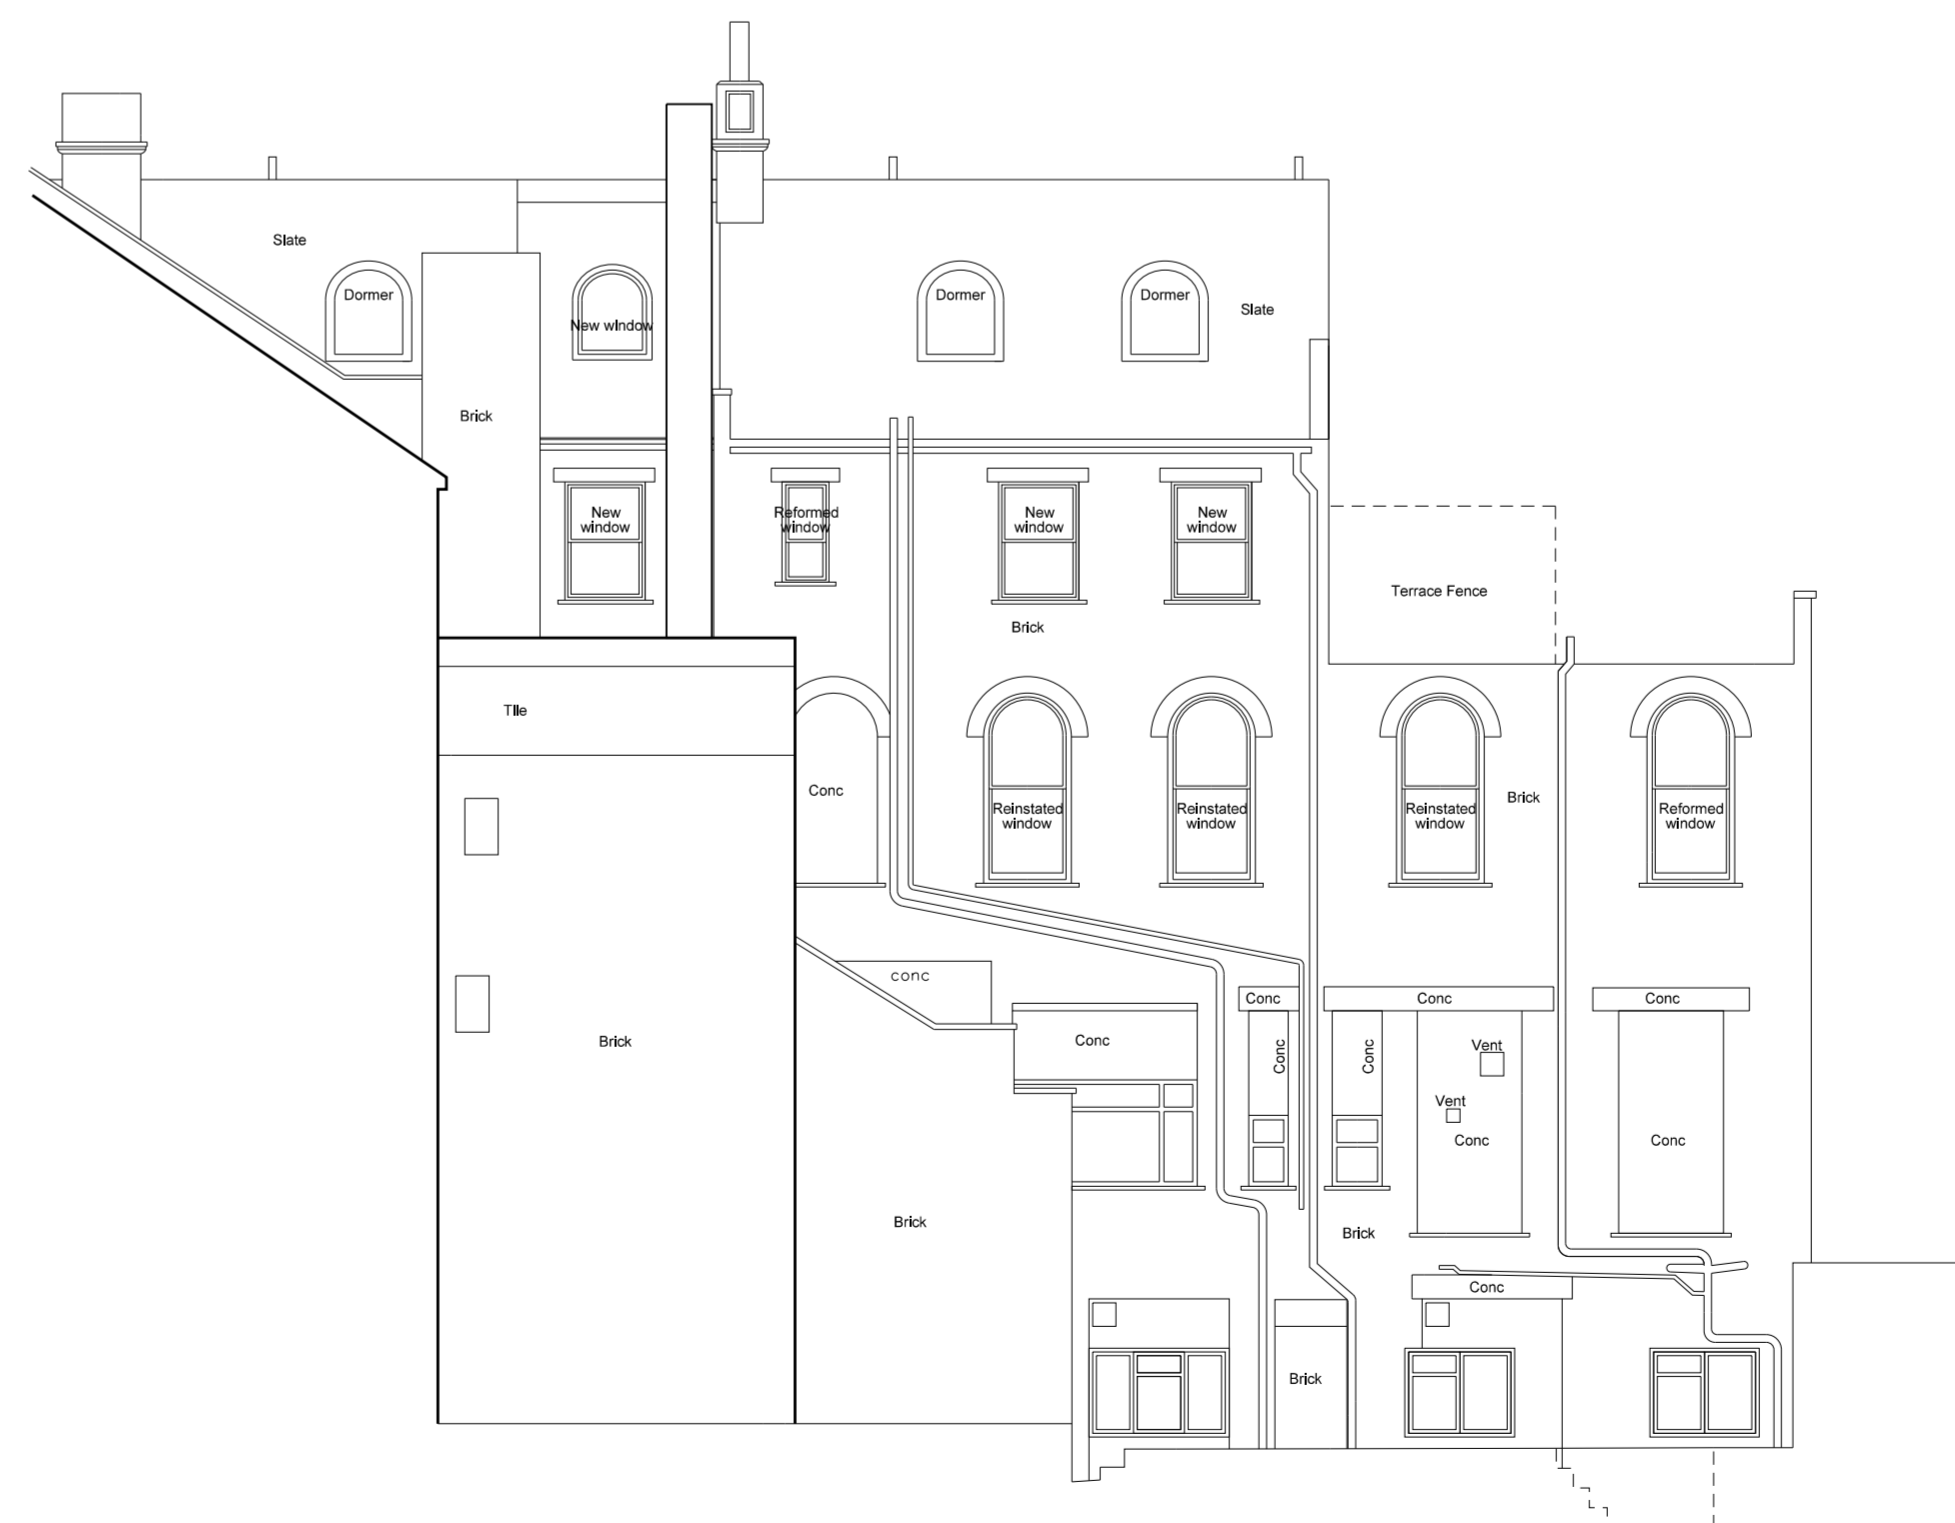 Slate
Dormer
New window
Dormer
Dormer
Slate
Brick
New
window
Reformed
window
New
window
New
window
Terrace Fence
Brick
Tile
Conc
Reinstated
window
Reinstated
window
Reinstated
window
Brick
Reformed
window
conc
Conc
Conc
Conc
Brick
Conc
Conc
Conc
Vent
Vent
Conc
Conc
Brick
Brick
Conc
Brick